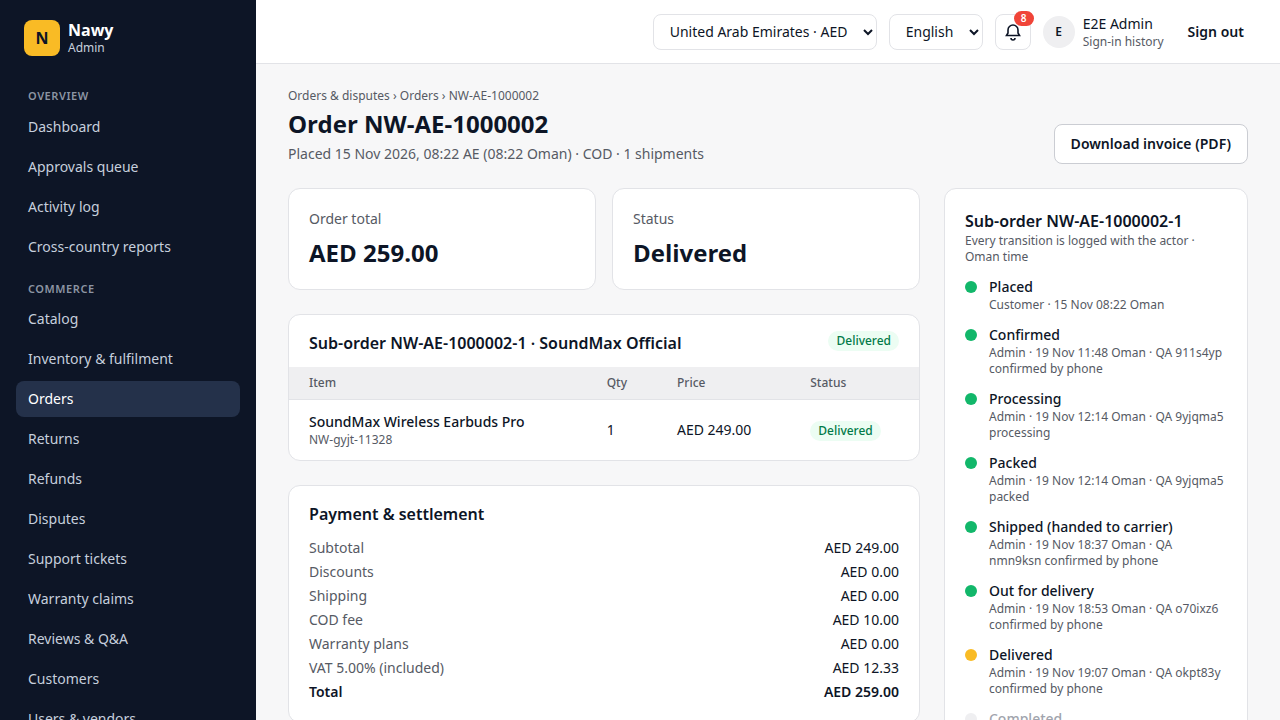 N
Nawy
Admin
OVERVIEW
Dashboard
Approvals queue
Activity log
Cross-country reports
COMMERCE
Catalog
Inventory & fulfilment
Orders
Returns
Refunds
Disputes
Support tickets
Warranty claims
Reviews & Q&A
Customers
Users & vendors
United Arab Emirates · AED
English
8
E
E2E Admin
Sign-in history
Sign out
Orders & disputes › Orders › NW-AE-1000002
Order NW-AE-1000002
Placed 15 Nov 2026, 08:22 AE (08:22 Oman) · COD · 1 shipments
Download invoice (PDF)
Order total
AED 259.00
Status
Delivered
Sub-order NW-AE-1000002-1 · SoundMax Official
Delivered
Item Qty Price Status
SoundMax Wireless Earbuds Pro
NW-gyjt-11328
1 AED 249.00 Delivered
Payment & settlement
Subtotal AED 249.00
Discounts AED 0.00
Shipping AED 0.00
COD fee AED 10.00
Warranty plans AED 0.00
VAT 5.00% (included) AED 12.33
Total AED 259.00
Sub-order NW-AE-1000002-1
Every transition is logged with the actor ·
Oman time
Placed
Customer · 15 Nov 08:22 Oman
Confirmed
Admin · 19 Nov 11:48 Oman · QA 911s4yp
confirmed by phone
Processing
Admin · 19 Nov 12:14 Oman · QA 9yjqma5
processing
Packed
Admin · 19 Nov 12:14 Oman · QA 9yjqma5
packed
Shipped (handed to carrier)
Admin · 19 Nov 18:37 Oman · QA
nmn9ksn confirmed by phone
Out for delivery
Admin · 19 Nov 18:53 Oman · QA o70ixz6
confirmed by phone
Delivered
Admin · 19 Nov 19:07 Oman · QA okpt83y
confirmed by phone
Completed